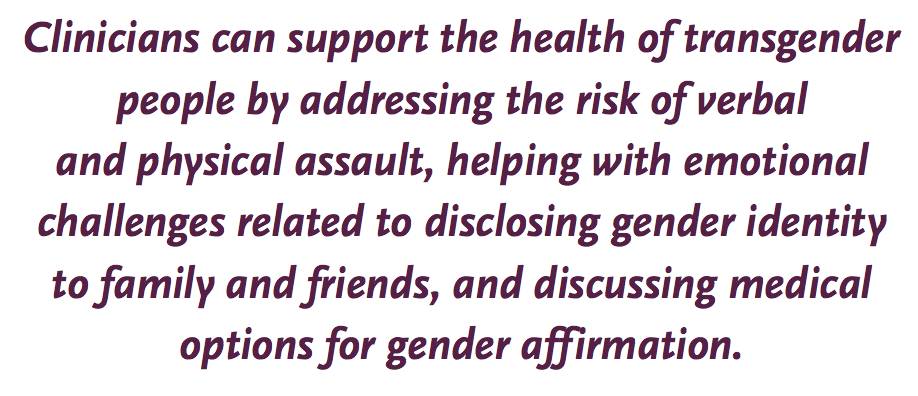 Clinicians can support the health of transgender
people by addressing the risk of verbal
and physical assault, helping with emotional
challenges related to disclosing gender identity
to family and friends, and discussing medical
options for gender affirmation.